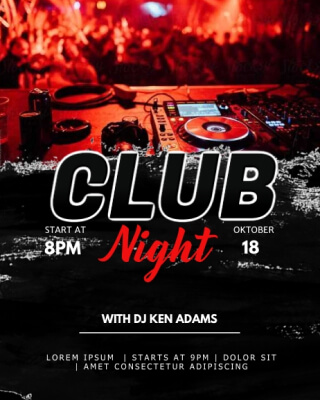 CLUB
START AT
8PM
Night
OKTOBER
18
WITH DJ KEN ADAMS
LOREM IPSUM | STARTS AT 9PM | DOLOR SIT
| AMET CONSECTETUR ADIPISCING